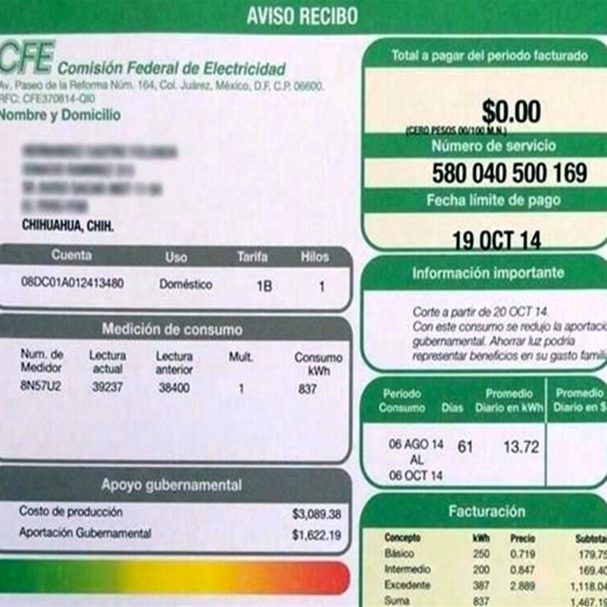 AVISO RECIBO
CFE Comisión Federal de Electricidad
Av. Paseo de la Reforma Núm. 164, Col. Juárez, México, D.F. C.P. 06600.
RFC: CFE370814-QI0
Nombre y Domicilio
CHIHUAHUA, CHIH.
Total a pagar del periodo facturado
$0.00
(CERO PESOS 00/100 M.N.)
Número de servicio
580 040 500 169
Fecha límite de pago
19 OCT 14
Cuenta Uso Tarifa Hilos
08DC01A012413480 Doméstico 1B 1
Información importante
Corte a partir de 20 OCT 14.
Con este consumo se redujo la aportació
gubernamental. Ahorrar luz podría
representar beneficios en su gasto famili
Medición de consumo
Num. de Medidor Lectura actual Lectura anterior Mult. Consumo kWh
8N57U2 39237 38400 1 837
Periodo Consumo Días Promedio Diario en kWh Promedio Diario en $
06 AGO 14 AL 06 OCT 14 61 13.72
Apoyo gubernamental
Costo de producción $3,089.38
Aportación Gubernamental $1,622.19
Facturación
Concepto kWh Precio Subtotal
Básico 250 0.719 179.75
Intermedio 200 0.847 169.40
Excedente 387 2.889 1,118.04
Suma 837 1,467.19